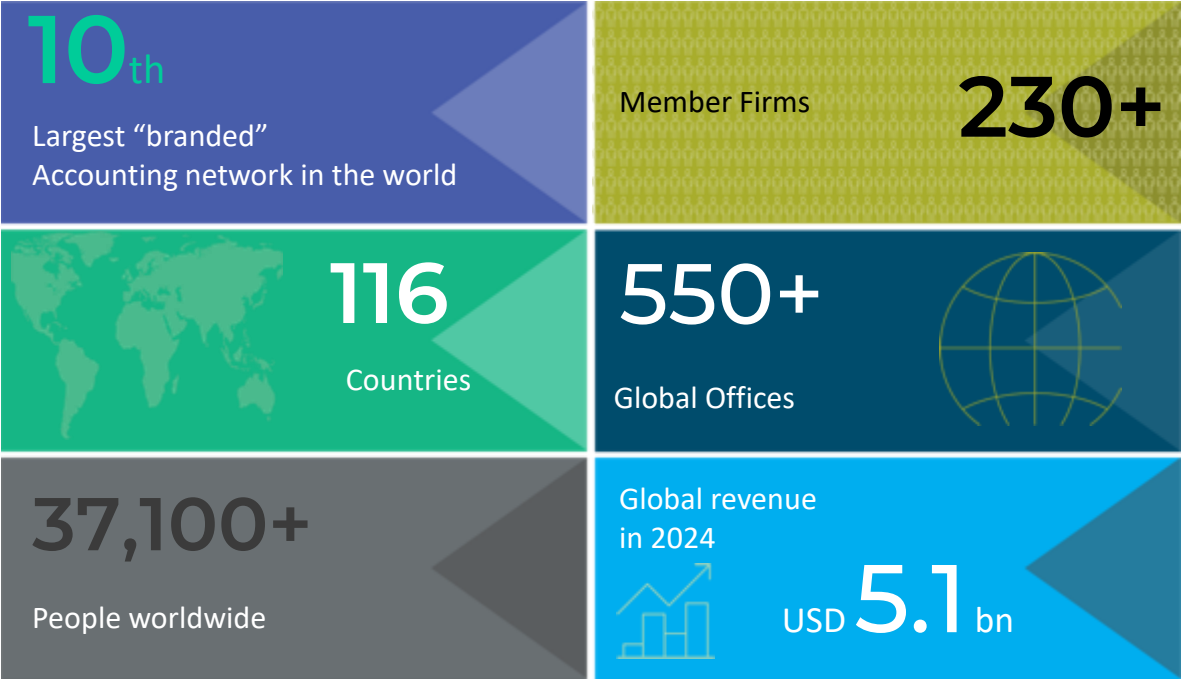 10th
Largest “branded”
Accounting network in the world
Member Firms 230+
116
Countries
550+
Global Offices
37,100+
People worldwide
Global revenue
in 2024
USD 5.1 bn